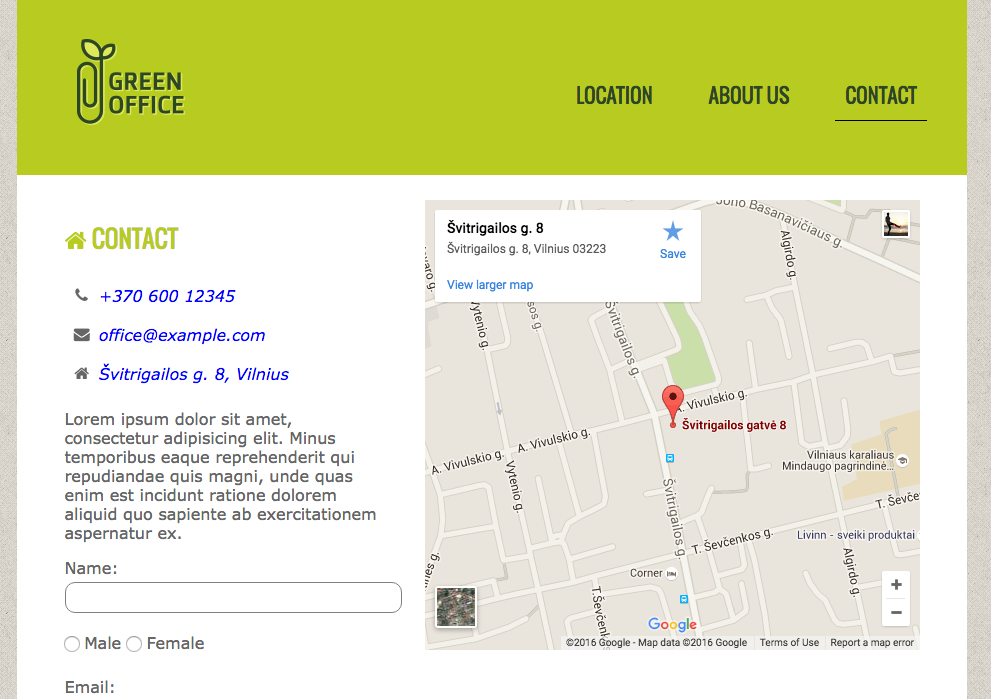 GREEN
OFFICE
LOCATION
ABOUT US
CONTACT
CONTACT
+370 600 12345
office@example.com
Švitrigailos g. 8, Vilnius
Lorem ipsum dolor sit amet,
consectetur adipisicing elit. Minus
temporibus eaque reprehenderit qui
repudiandae quis magni, unde quas
enim est incidunt ratione dolorem
aliquid quo sapiente ab exercitationem
aspernatur ex.
Name:
Male
Female
Email:
Švitrigailos g. 8
Švitrigailos g. 8, Vilnius 03223
View larger map
Save
Jono Basanavičiaus g.
Algirdo g.
Vytenio g.
Švitrigailos g.
A. Vivulskio g.
Švitrigailos gatvė 8
A. Vivulskio g.
A. Vivulskio g.
Vytenio g.
Vilniaus karaliaus
Mindaugo pagrindinė...
Švitrigailos g.
T. Ševče
T. Ševčenkos g.
Livinn - sveiki produktai
Algirdo g.
Corner
T.Ševčen
Google
©2016 Google - Map data ©2016 Google
Terms of Use
Report a map error